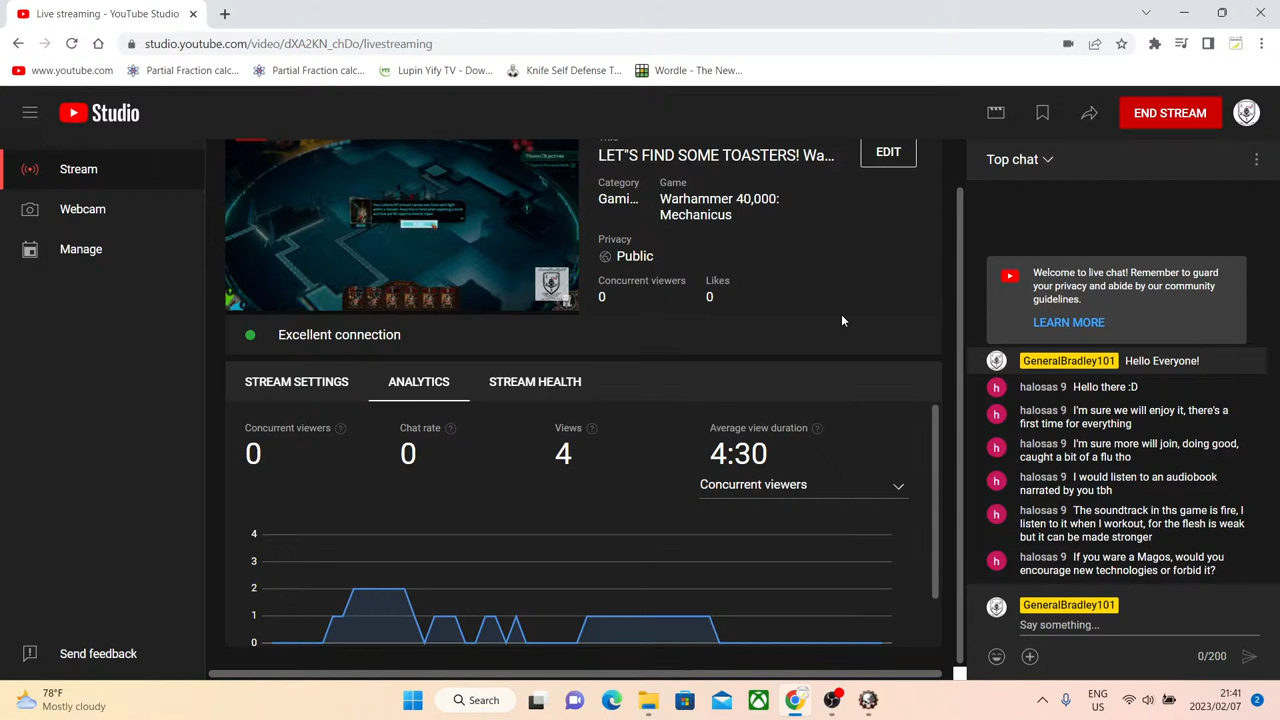 Live streaming - YouTube Studio
studio.youtube.com/video/dXA2KN_chDo/livestreaming
www.youtube.com
Partial Fraction calc...
Partial Fraction calc...
Lupin Yify TV - Dow...
Knife Self Defense T...
Wordle - The New...
Studio
END STREAM
Stream
Webcam
Manage
Send feedback
Mission Objectives
LET"S FIND SOME TOASTERS! Wa...
EDIT
Category
Game
Gami...
Warhammer 40,000:
Mechanicus
Privacy
Public
Concurrent viewers
Likes
0
0
Excellent connection
STREAM SETTINGS
ANALYTICS
STREAM HEALTH
Concurrent viewers
Chat rate
Views
Average view duration
0
0
4
4:30
Concurrent viewers
4
3
2
1
0
Top chat
Welcome to live chat! Remember to guard
your privacy and abide by our community
guidelines.
LEARN MORE
GeneralBradley101 Hello Everyone!
halosas 9 Hello there :D
halosas 9 I'm sure we will enjoy it, there's a
first time for everything
halosas 9 I'm sure more will join, doing good,
caught a bit of a flu tho
halosas 9 I would listen to an audiobook
narrated by you tbh
halosas 9 The soundtrack in ths game is fire, I
listen to it when I workout, for the flesh is weak
but it can be made stronger
halosas 9 If you ware a Magos, would you
encourage new technologies or forbid it?
GeneralBradley101
Say something...
0/200
78°F
Mostly cloudy
Search
ENG
US
21:41
2023/02/07
2